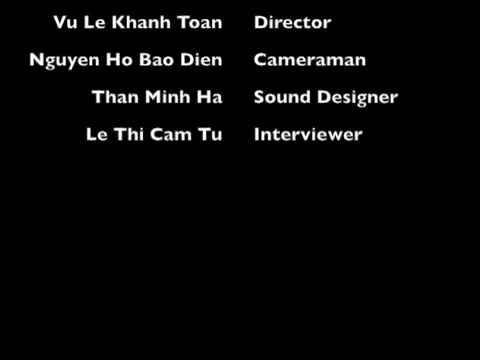 Vu Le Khanh Toan Director
Nguyen Ho Bao Dien Cameraman
Than Minh Ha Sound Designer
Le Thi Cam Tu Interviewer